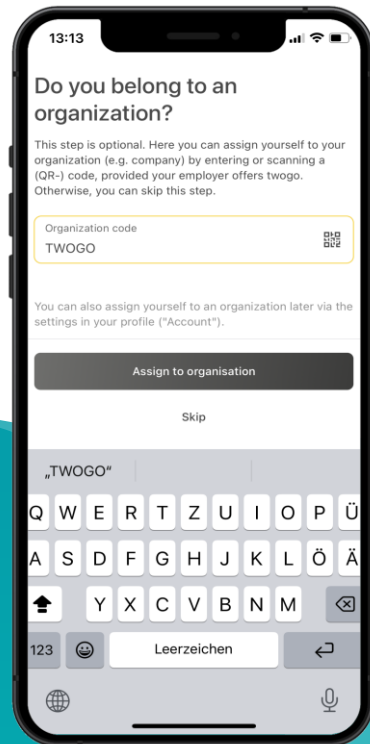 13:13
Do you belong to an
organization?
This step is optional. Here you can assign yourself to your
organization (e.g. company) by entering or scanning a
(QR-) code, provided your employer offers twogo.
Otherwise, you can skip this step.
Organization code
TWOGO
You can also assign yourself to an organization later via the
settings in your profile ("Account").
Assign to organisation
Skip
„TWOGO“
Q W E R T Z U I O P Ü
A S D F G H J K L Ö Ä
Y X C V B N M
123 Leerzeichen